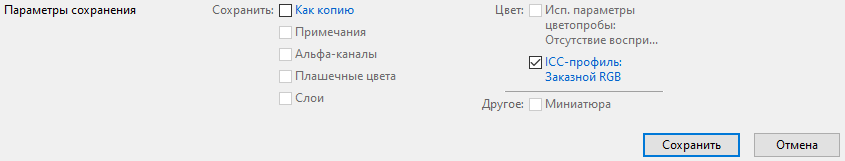 Параметры сохранения
Сохранить:
Как копию
Примечания
Альфа-каналы
Плашечные цвета
Слои
Цвет:
Исп. параметры
цветопробы:
Отсутствие воспри...
ICC-профиль:
Заказной RGB
Другое:
Миниатюра
Сохранить
Отмена